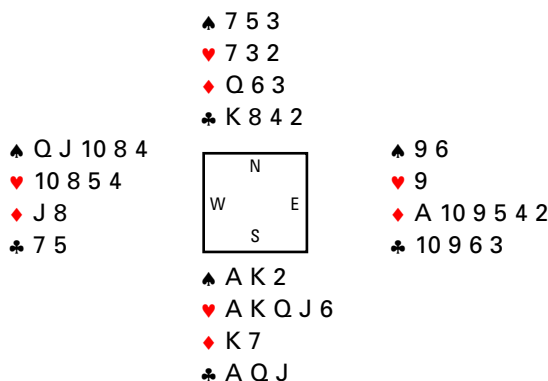 ♠ 7 5 3
♥ 7 3 2
♦ Q 6 3
♣ K 8 4 2
♠ Q J 10 8 4
♥ 10 8 5 4
♦ J 8
♣ 7 5
N
W E
S
♠ 9 6
♥ 9
♦ A 10 9 5 4 2
♣ 10 9 6 3
♠ A K 2
♥ A K Q J 6
♦ K 7
♣ A Q J